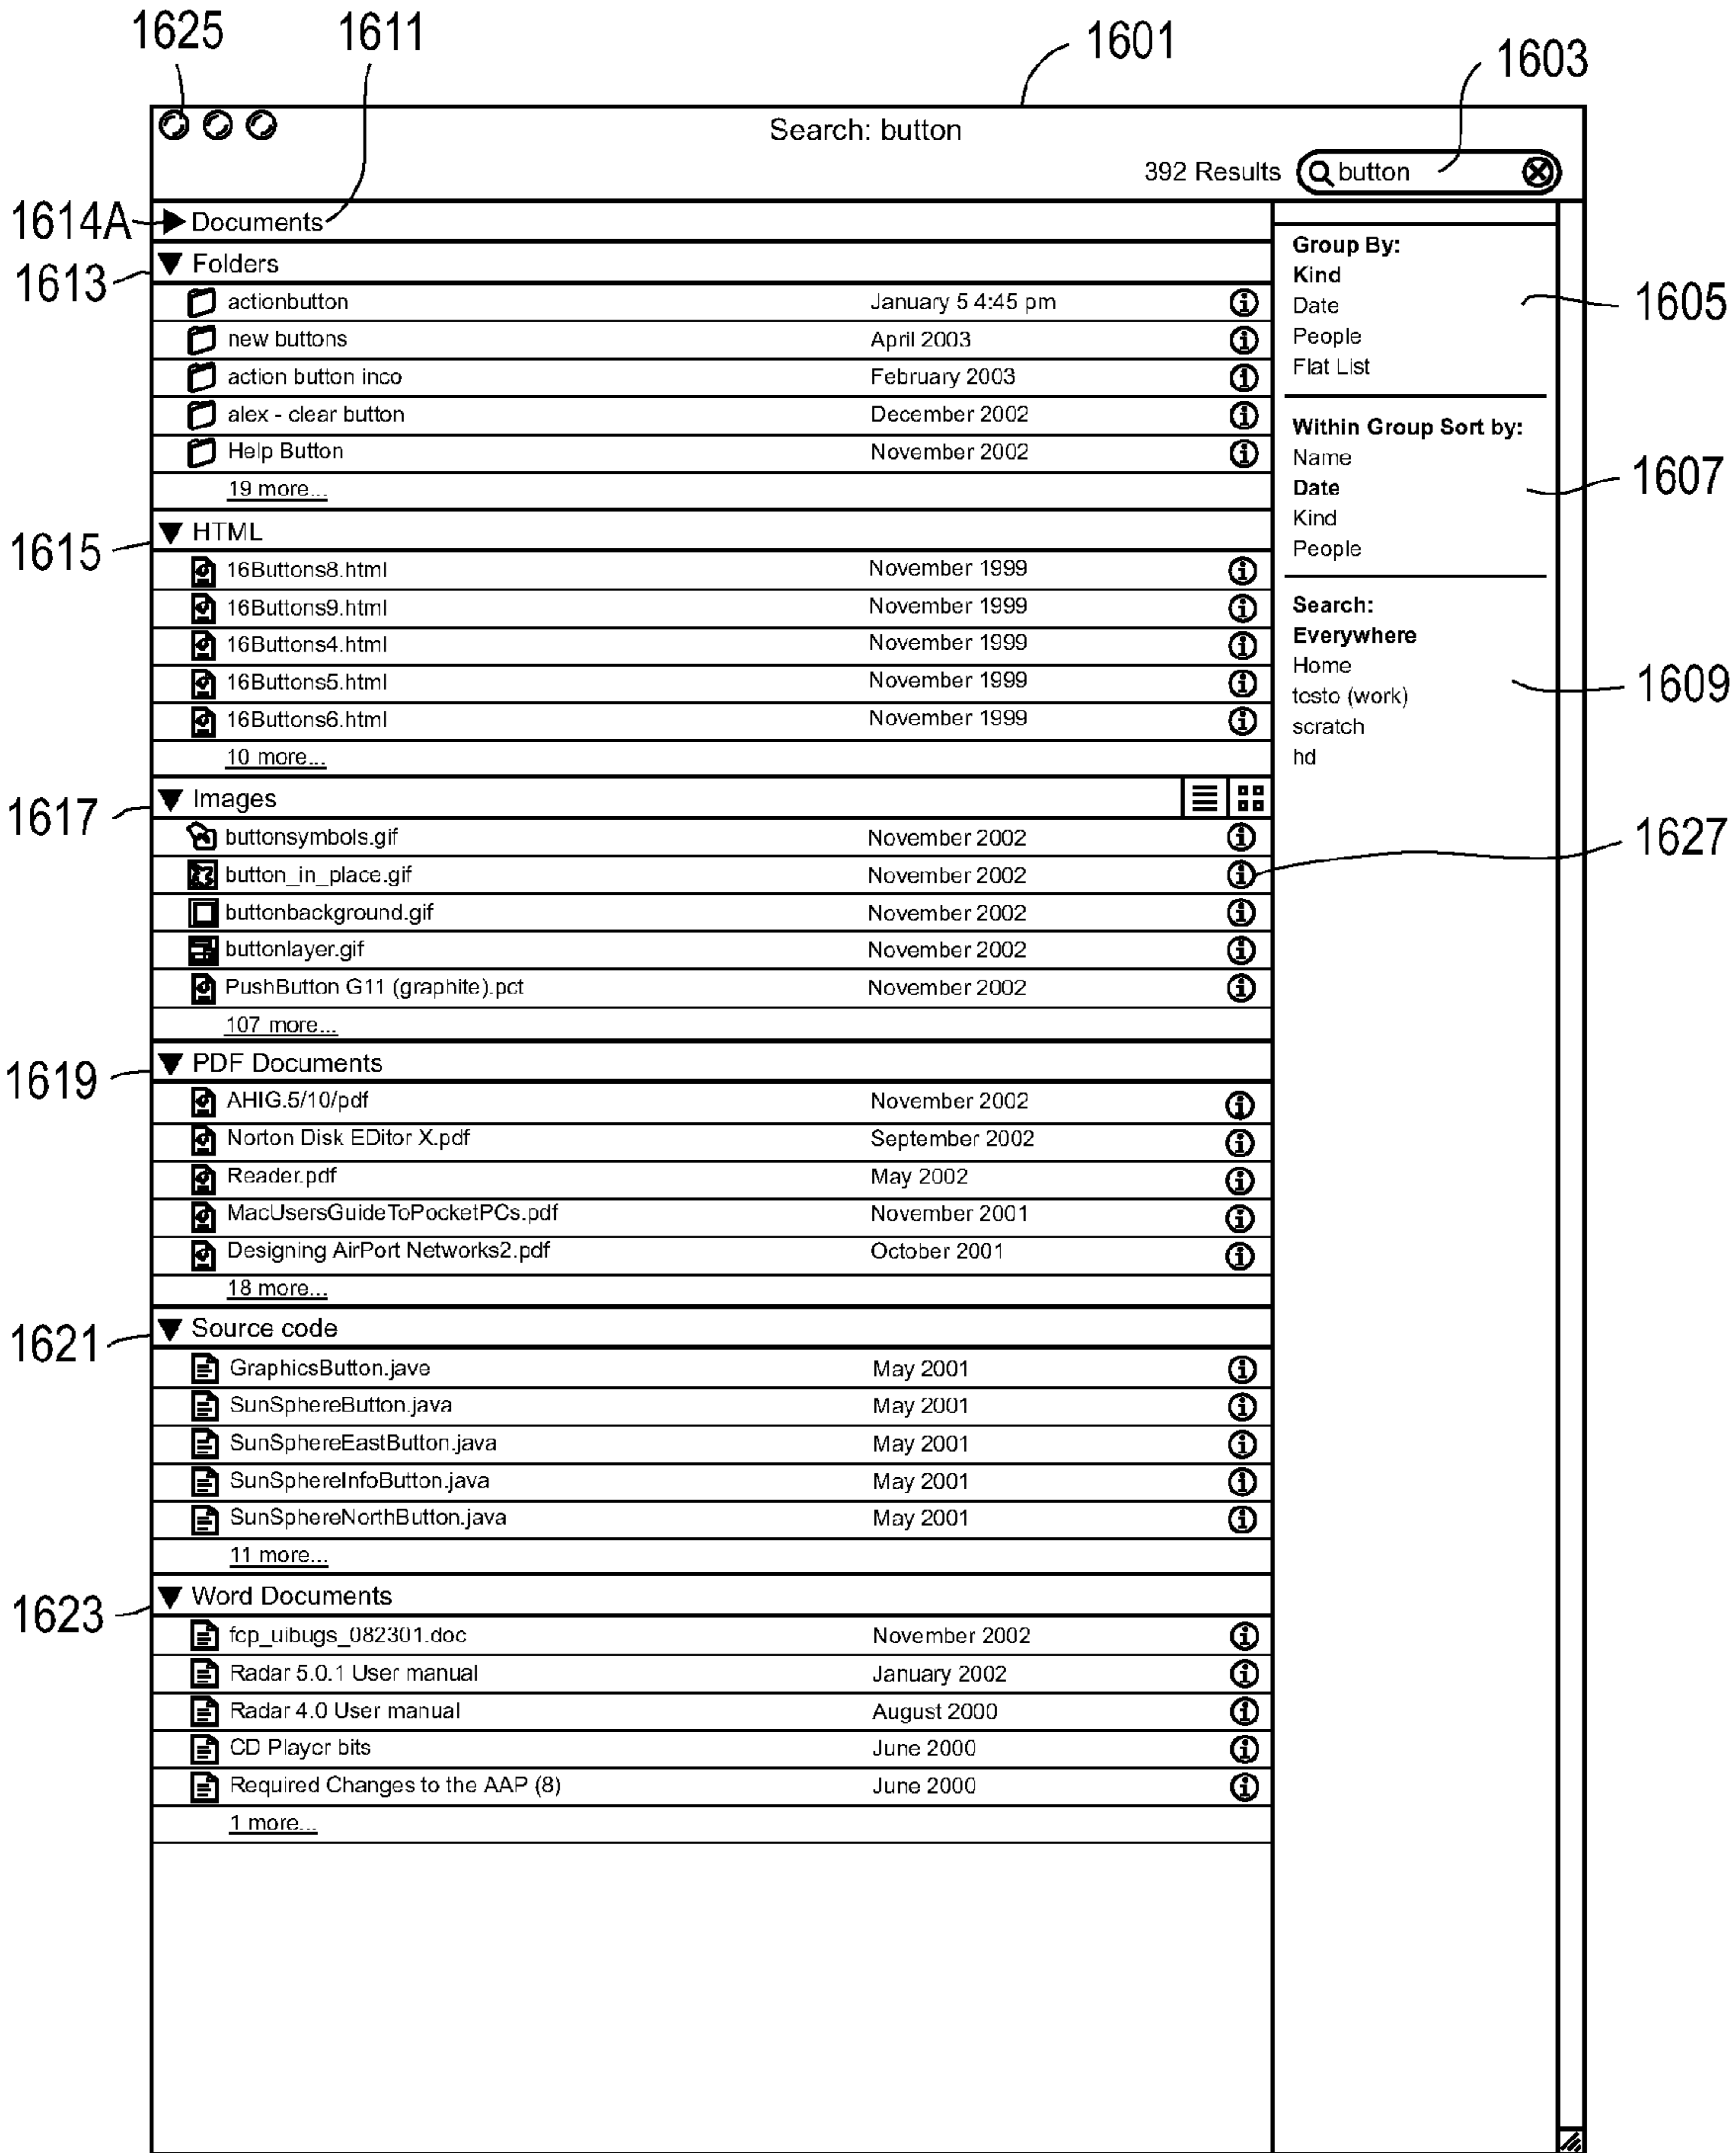 1625 1611 1601 1603
Search: button
392 Results button
1614A Documents
1613 Folders
actionbutton January 5 4:45 pm
new buttons April 2003
action button inco February 2003
alex - clear button December 2002
Help Button November 2002
19 more...
1615 HTML
16Buttons8.html November 1999
16Buttons9.html November 1999
16Buttons4.html November 1999
16Buttons5.html November 1999
16Buttons6.html November 1999
10 more...
1617 Images
buttonsymbols.gif November 2002
button_in_place.gif November 2002
buttonbackground.gif November 2002
buttonlayer.gif November 2002
PushButton G11 (graphite).pct November 2002
107 more...
1619 PDF Documents
AHIG.5/10/pdf November 2002
Norton Disk EDitor X.pdf September 2002
Reader.pdf May 2002
MacUsersGuideToPocketPCs.pdf November 2001
Designing AirPort Networks2.pdf October 2001
18 more...
1621 Source code
GraphicsButton.jave May 2001
SunSphereButton.java May 2001
SunSphereEastButton.java May 2001
SunSphereInfoButton.java May 2001
SunSphereNorthButton.java May 2001
11 more...
1623 Word Documents
fcp_uibugs_082301.doc November 2002
Radar 5.0.1 User manual January 2002
Radar 4.0 User manual August 2000
CD Player bits June 2000
Required Changes to the AAP (8) June 2000
1 more...
Group By:
Kind
Date 1605
People
Flat List
Within Group Sort by:
Name
Date 1607
Kind
People
Search:
Everywhere
Home
testo (work) 1609
scratch
hd
1627